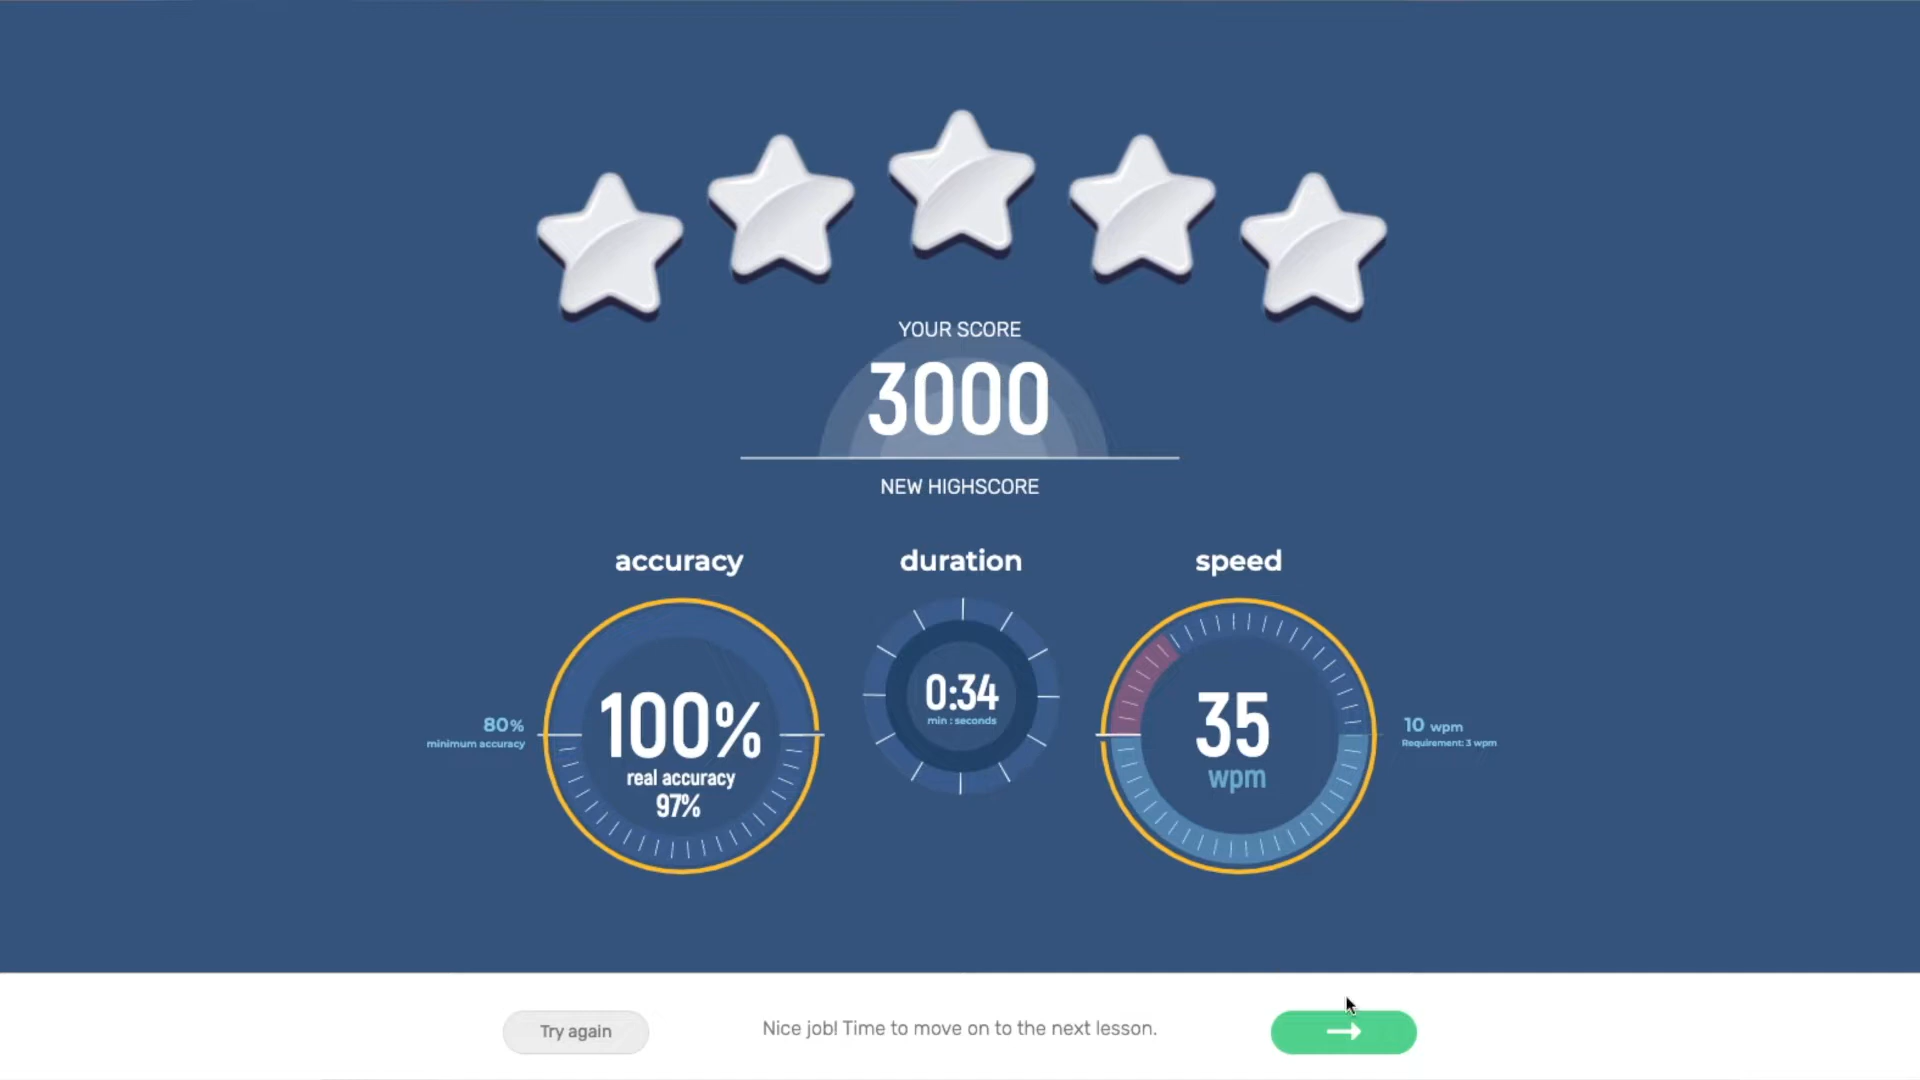 YOUR SCORE
3000
NEW HIGHSCORE
accuracy
duration
speed
80%
minimum accuracy
100%
real accuracy
97%
0:34
min : seconds
35
wpm
10 wpm
Requirement: 3 wpm
Try again
Nice job! Time to move on to the next lesson.